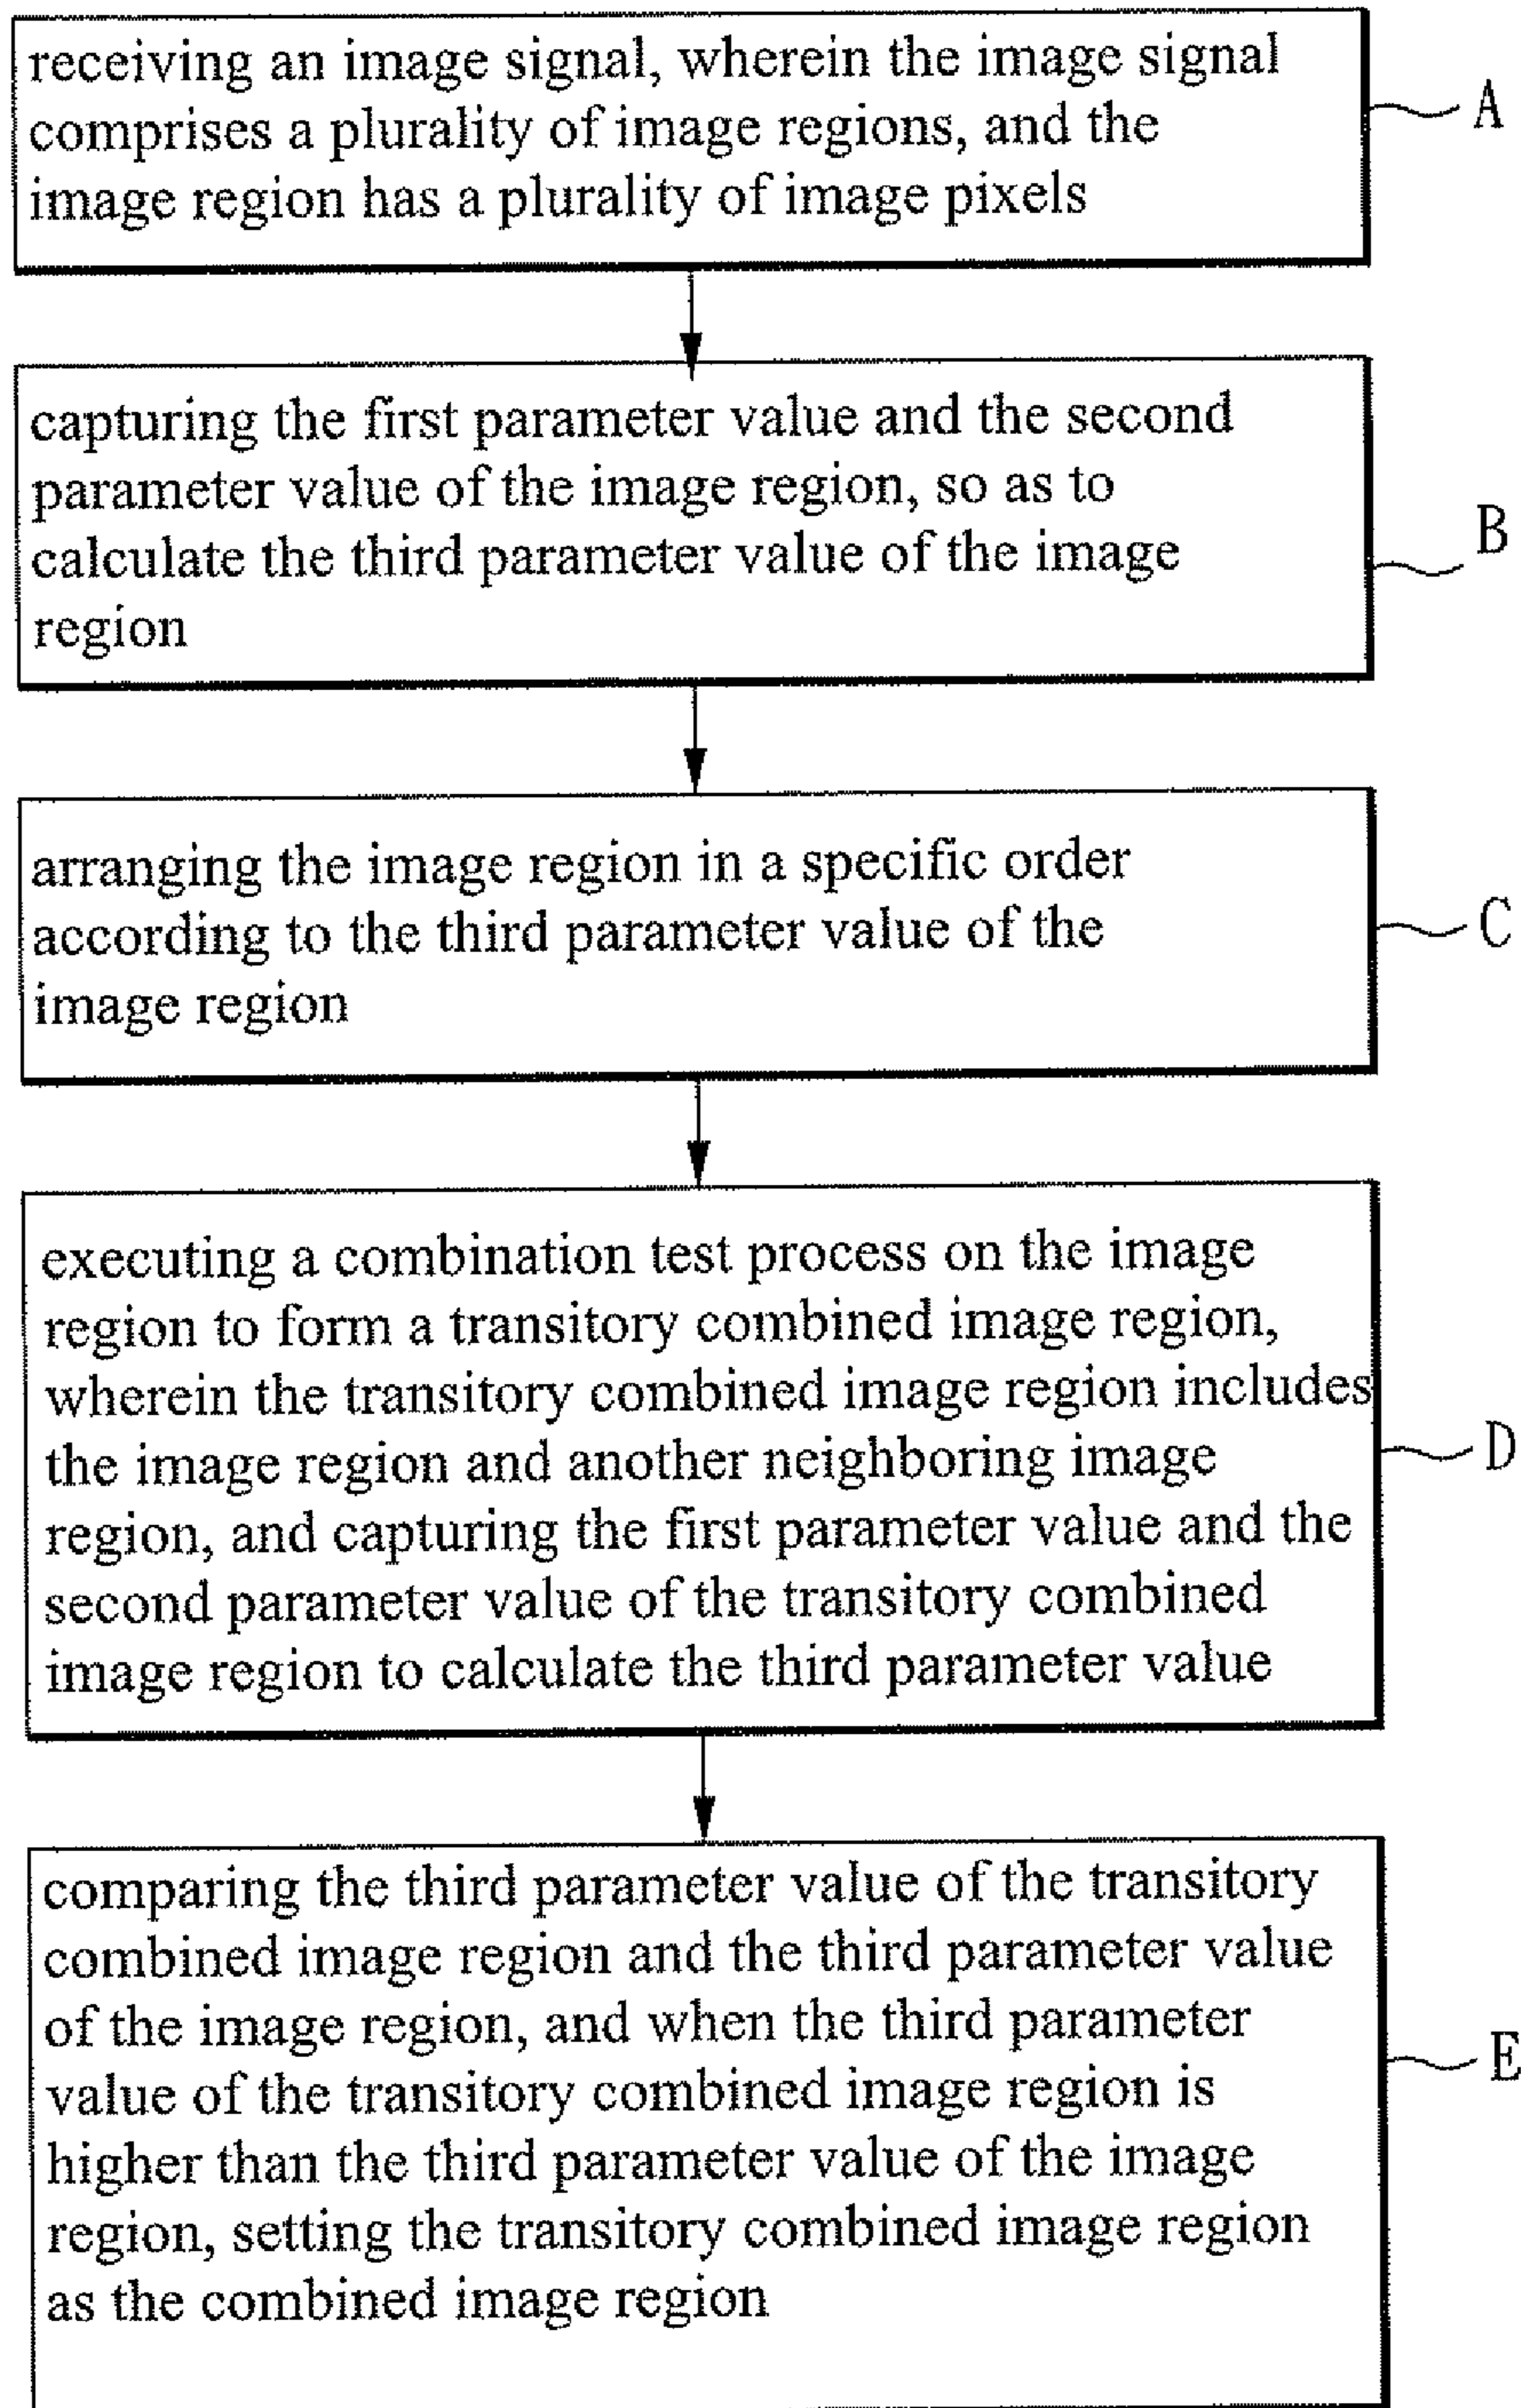 receiving an image signal, wherein the image signal
comprises a plurality of image regions, and the
image region has a plurality of image pixels
A
capturing the first parameter value and the second
parameter value of the image region, so as to
calculate the third parameter value of the image
region
B
arranging the image region in a specific order
according to the third parameter value of the
image region
C
executing a combination test process on the image
region to form a transitory combined image region,
wherein the transitory combined image region includes
the image region and another neighboring image
region, and capturing the first parameter value and the
second parameter value of the transitory combined
image region to calculate the third parameter value
D
comparing the third parameter value of the transitory
combined image region and the third parameter value
of the image region, and when the third parameter
value of the transitory combined image region is
higher than the third parameter value of the image
region, setting the transitory combined image region
as the combined image region
E